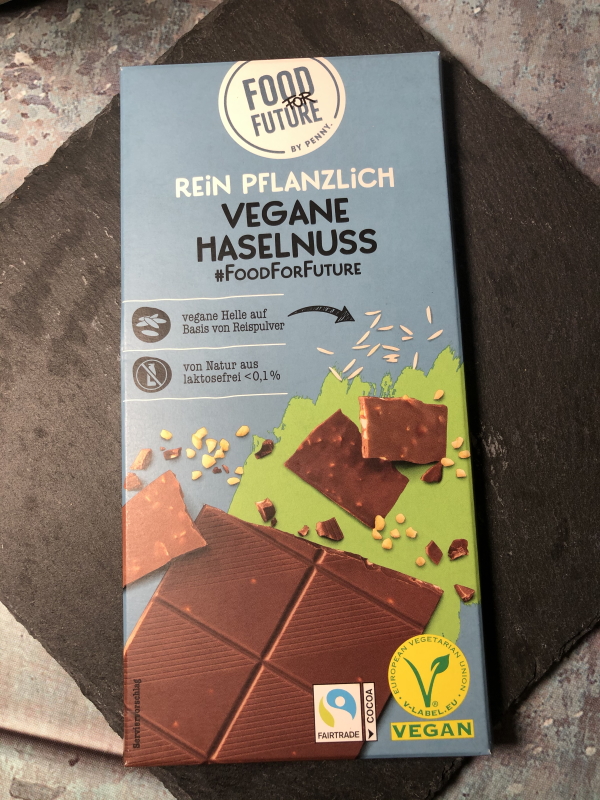 FOOD
FOR
FUTURE
BY PENNY.
REiN PFLANZLiCH
VEGANE
HASELNUSS
#FOODFORFUTURE
vegane Helle auf
Basis von Reispulver
von Natur aus
laktosefrei <0,1%
EUROPEAN VEGETARIAN UNION
V-LABEL.EU
VEGAN
FAIRTRADE
COCOA
Serviervorschlag